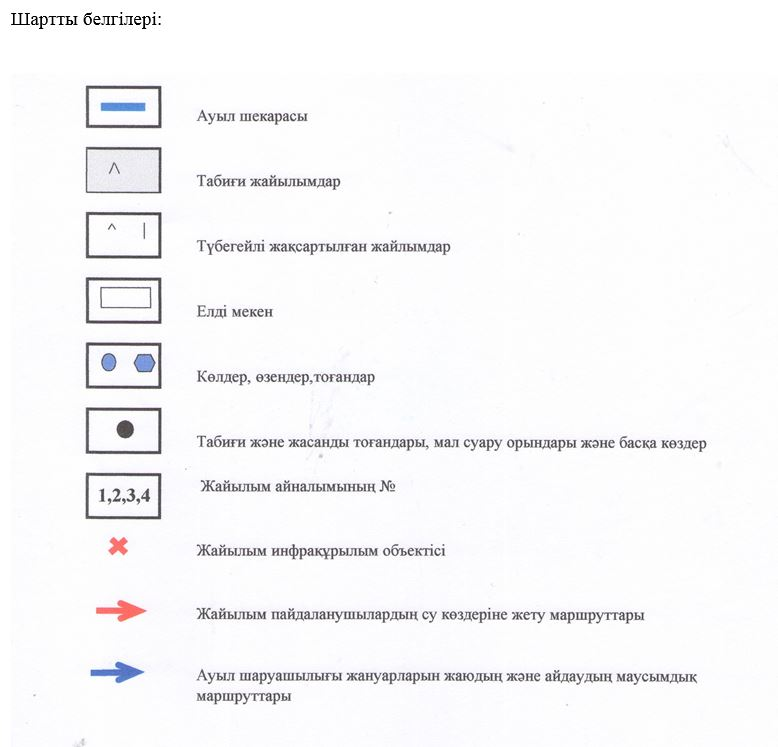 Шартты белгілері:
Ауыл шекарасы
^
Табиғи жайылымдар
^ |
Түбегейлі жақсартылған жайлымдар
Елді мекен
Көлдер, өзендер,тоғандар
Табиғи және жасанды тоғандары, мал суару орындары және басқа көздер
1,2,3,4 Жайылым айналымының №
Жайылым инфрақұрылым объектісі
Жайылым пайдаланушылардың су көздеріне жету маршруттары
Ауыл шаруашылығы жануарларын жаюдың және айдаудың маусымдық
маршруттары